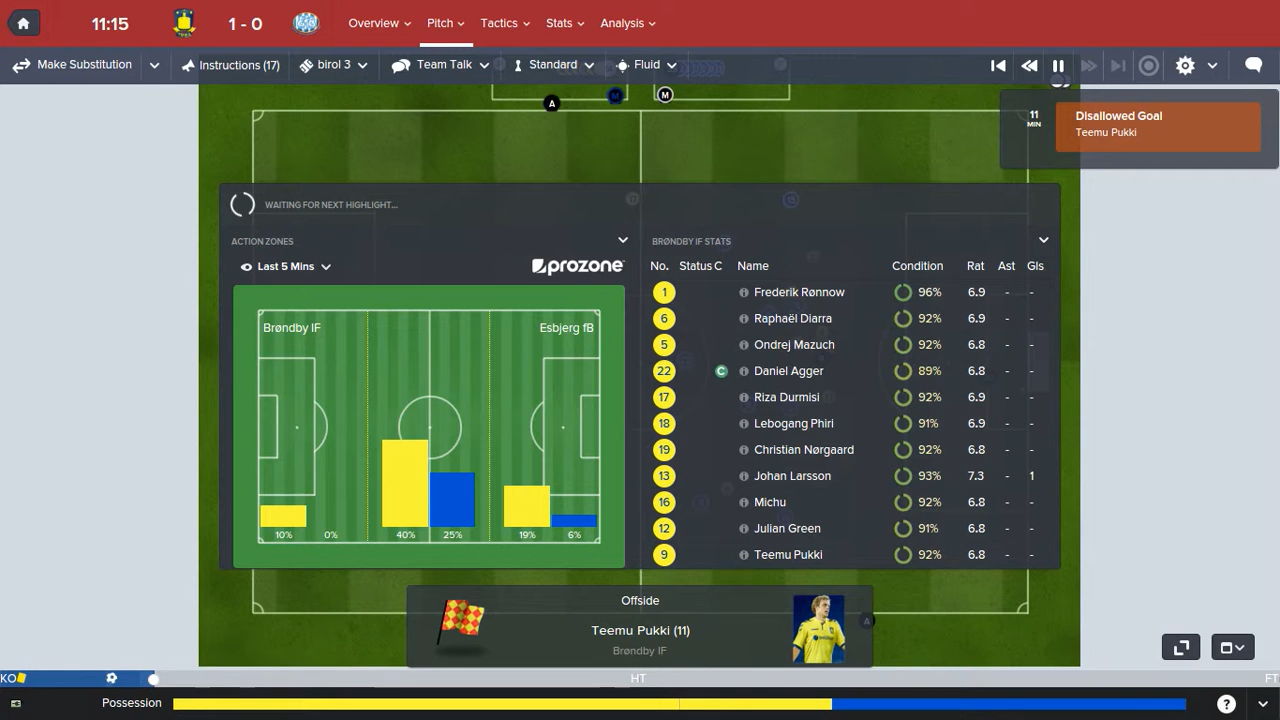 11:15
1 - 0
Overview
Pitch
Tactics
Stats
Analysis
Make Substitution
Instructions (17)
birol 3
Team Talk
Standard
Fluid
A
M
M
11
MIN
Disallowed Goal
Teemu Pukki
WAITING FOR NEXT HIGHLIGHT...
ACTION ZONES
Last 5 Mins
prozone
Brøndby IF
Esbjerg fB
10%
0%
40%
25%
19%
6%
BRØNDBY IF STATS
No. Status C Name Condition Rat Ast Gls
1 Frederik Rønnow 96% 6.9 - -
6 Raphaël Diarra 92% 6.9 - -
5 Ondrej Mazuch 92% 6.8 - -
22 C Daniel Agger 89% 6.8 - -
17 Riza Durmisi 92% 6.9 - -
18 Lebogang Phiri 91% 6.9 - -
19 Christian Nørgaard 92% 6.8 - -
13 Johan Larsson 93% 7.3 - 1
16 Michu 92% 6.8 - -
12 Julian Green 91% 6.8 - -
9 Teemu Pukki 92% 6.8 - -
Offside
Teemu Pukki (11)
Brøndby IF
A
KO
HT
FT
Possession
?